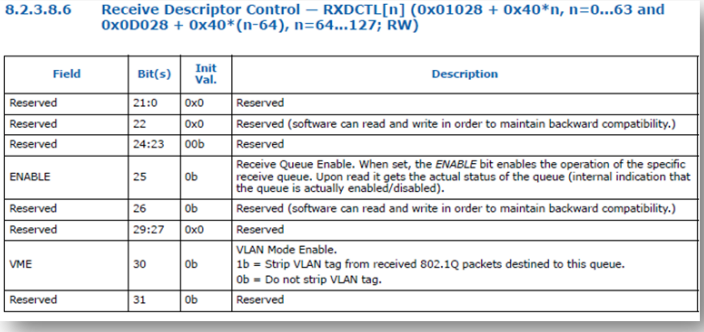 8.2.3.8.6 Receive Descriptor Control — RXDCTL[n] (0x01028 + 0x40*n, n=0...63 and
0x0D028 + 0x40*(n-64), n=64...127; RW)
Field Bit(s) Init Val. Description
Reserved 21:0 0x0 Reserved
Reserved 22 0x0 Reserved (software can read and write in order to maintain backward compatibility.)
Reserved 24:23 00b Reserved
ENABLE 25 0b Receive Queue Enable. When set, the ENABLE bit enables the operation of the specific
receive queue. Upon read it gets the actual status of the queue (internal indication that
the queue is actually enabled/disabled).
Reserved 26 0b Reserved (software can read and write in order to maintain backward compatibility.)
Reserved 29:27 0x0 Reserved
VME 30 0b VLAN Mode Enable.
1b = Strip VLAN tag from received 802.1Q packets destined to this queue.
0b = Do not strip VLAN tag.
Reserved 31 0b Reserved